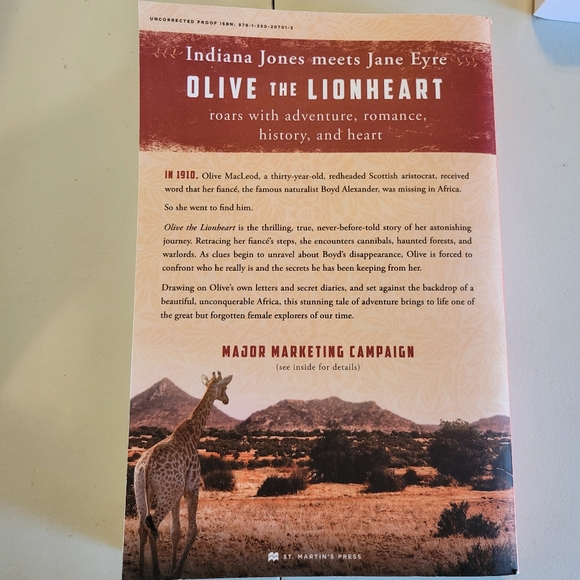 UNCORRECTED PROOF ISBN: 978-1-250-20701-2
Indiana Jones meets Jane Eyre
OLIVE THE LIONHEART
roars with adventure, romance,
history, and heart
IN 1910. Olive MacLeod, a thirty-year-old, redheaded Scottish aristocrat, received
word that her fiancé, the famous naturalist Boyd Alexander, was missing in Africa.
So she went to find him.
Olive the Lionheart is the thrilling, true, never-before-told story of her astonishing
journey. Retracing her fiancé's steps, she encounters cannibals, haunted forests, and
warlords. As clues begin to unravel about Boyd's disappearance, Olive is forced to
confront who he really is and the secrets he has been keeping from her.
Drawing on Olive's own letters and secret diaries, and set against the backdrop of a
beautiful, unconquerable Africa, this stunning tale of adventure brings to life one of
the great but forgotten female explorers of our time.
MAJOR MARKETING CAMPAIGN
(see inside for details)
ST. MARTIN'S PRESS